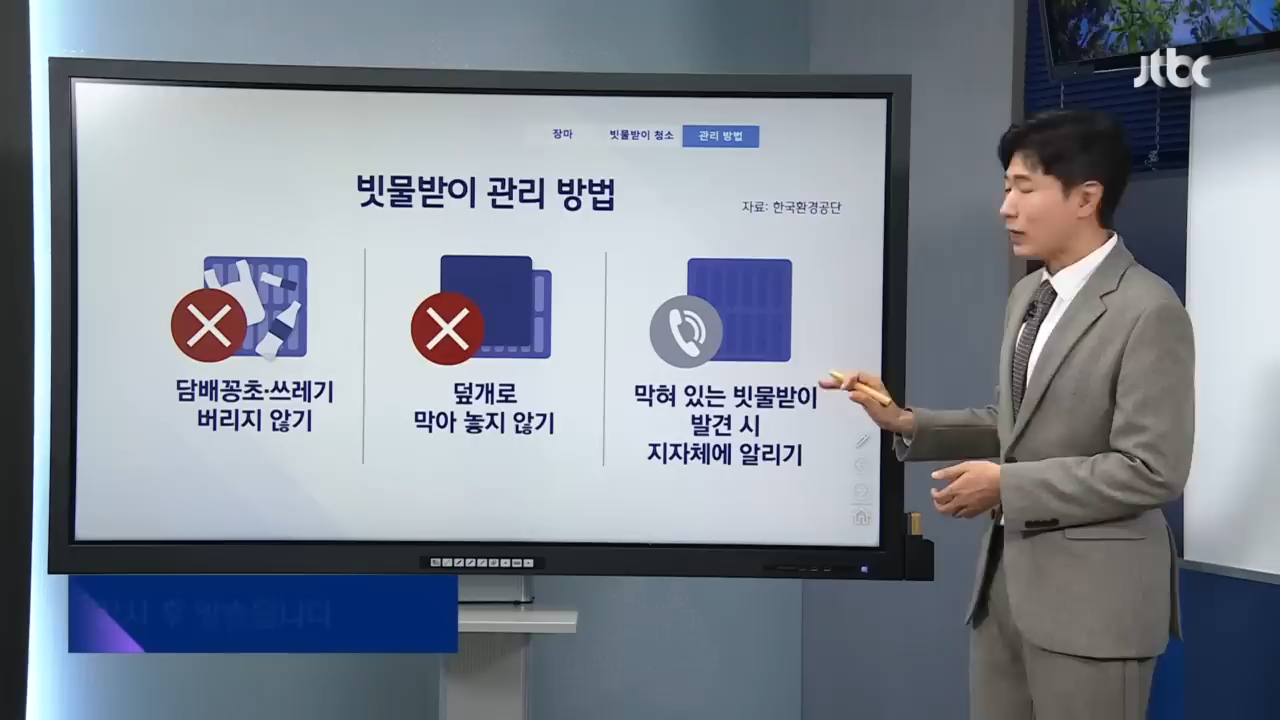 jtbc
장마 빗물받이 청소 관리 방법
빗물받이 관리 방법
자료: 한국환경공단
담배꽁초·쓰레기
버리지 않기
덮개로
막아 놓지 않기
막혀 있는 빗물받이
발견 시
지자체에 알리기